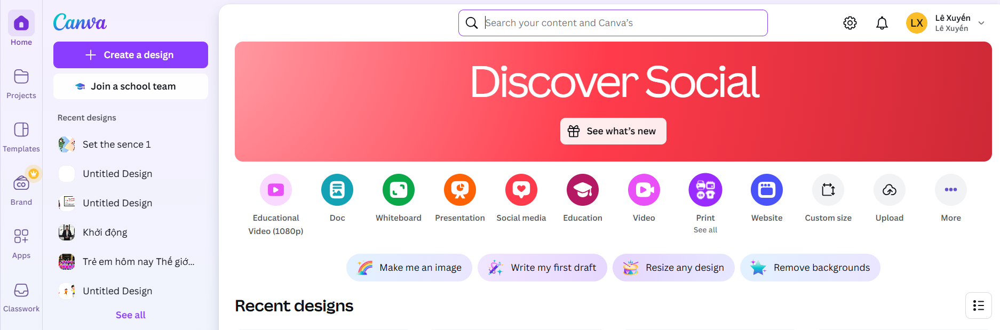 Home
Projects
Templates
CO
Brand
Apps
Classwork
Canva
Create a design
Join a school team
Recent designs
Set the sence 1
Untitled Design
Untitled Design
Khởi động
Trẻ em hôm nay Thế giớ...
Untitled Design
See all
Search your content and Canva's
LX
Lê Xuyến
Lê Xuyến
Discover Social
See what's new
Educational
Video (1080p)
Doc
Whiteboard
Presentation
Social media
Education
Video
Print
See all
Website
Custom size
Upload
More
Make me an image
Write my first draft
Resize any design
Remove backgrounds
Recent designs